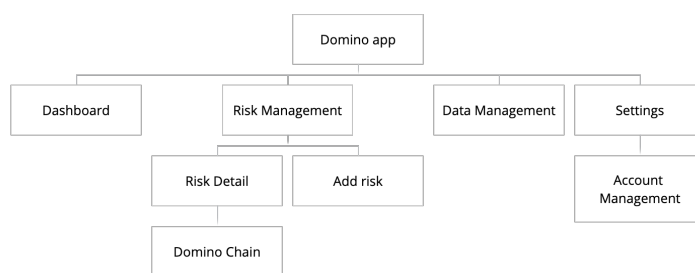 Domino app
Dashboard
Risk Management
Data Management
Settings
Risk Detail
Add risk
Account
Management
Domino Chain